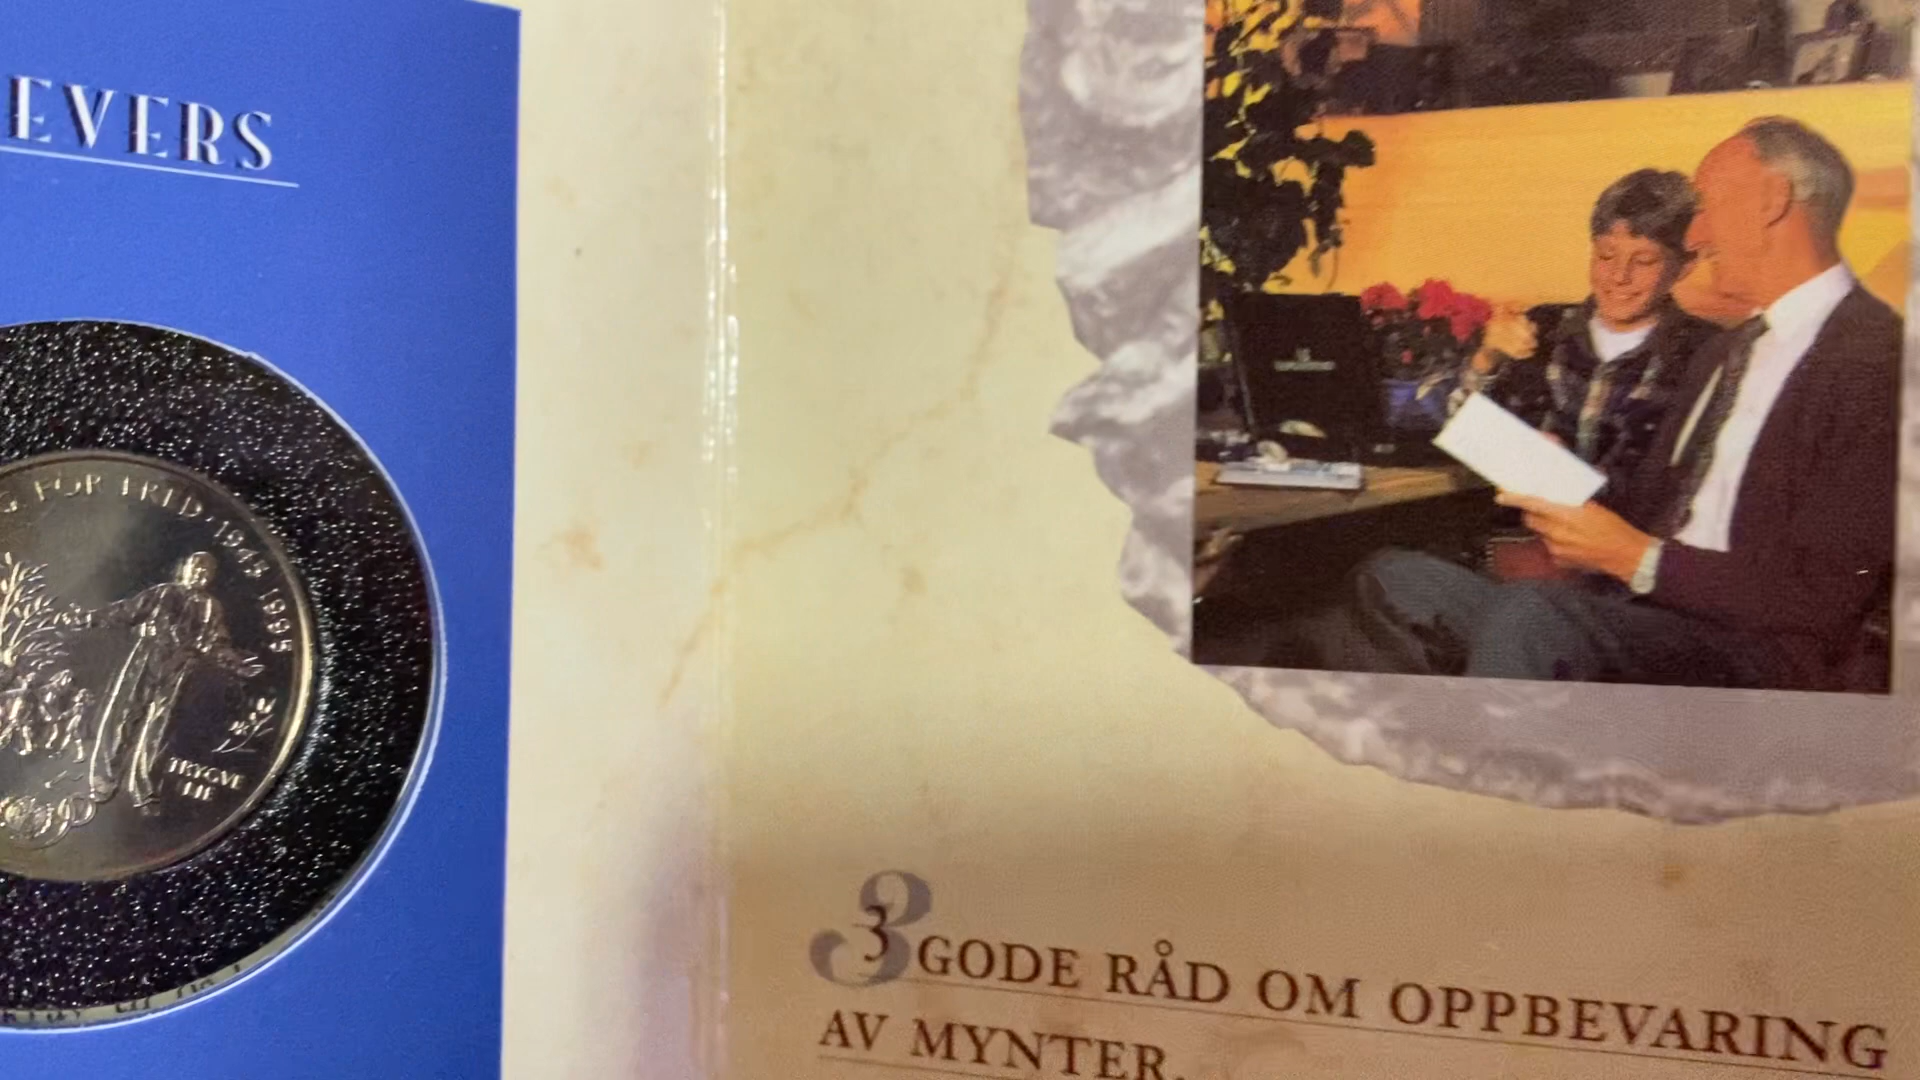 EVERS
G FOR FRED · 1945 1995
TRYGVE
LIE
3 GODE RÅD OM OPPBEVARING
AV MYNTER.